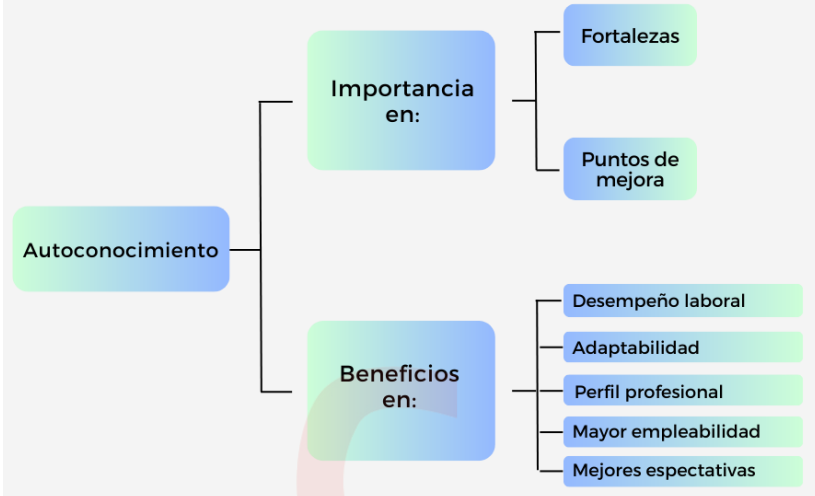 Autoconocimiento
Importancia
en:
Fortalezas
Puntos de
mejora
Beneficios
en:
Desempeño laboral
Adaptabilidad
Perfil profesional
Mayor empleabilidad
Mejores espectativas